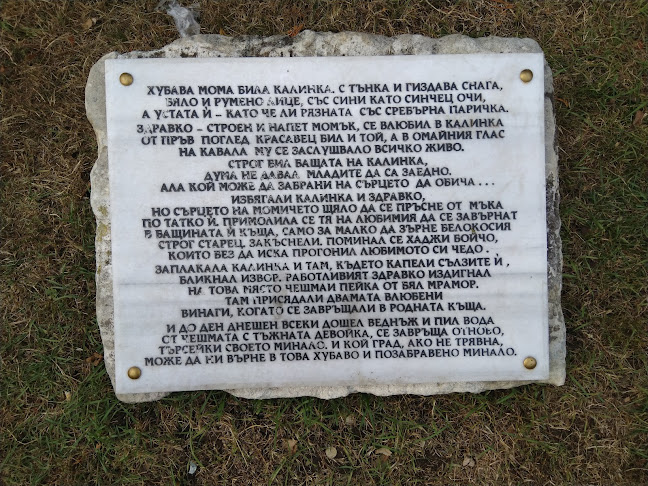 ХУБАВА МОМА БИЛА КАЛИНКА. С ТЪНКА И ГИЗДАВА СНАГА,
БЯЛО И РУМЕНО ЛИЦЕ, СЪС СИНИ КАТО СИНЧЕЦ ОЧИ,
А УСТАТА Й - КАТО ЧЕ ЛИ РЯЗНАТА СЪС СРЕБЪРНА ПАРИЧКА.
ЗДРАВКО - СТРОЕН И НАПЕТ МОМЪК, СЕ ВЛЮБИЛ В КАЛИНКА
ОТ ПРЪВ ПОГЛЕД КРАСАВЕЦ БИЛ И ТОЙ, А В ОМАЙНИЯ ГЛАС
НА КАВАЛА МУ СЕ ЗАСЛУШВАЛО ВСИЧКО ЖИВО.
СТРОГ БИЛ БАЩАТА НА КАЛИНКА,
ДУМА НЕ ДАВАЛ МЛАДИТЕ ДА СА ЗАЕДНО.
АЛА КОЙ МОЖЕ ДА ЗАБРАНИ НА СЪРЦЕТО ДА ОБИЧА . . .
ИЗБЯГАЛИ КАЛИНКА И ЗДРАВКО,
НО СЪРЦЕТО НА МОМИЧЕТО ЩЯЛО ДА СЕ ПРЪСНЕ ОТ МЪКА
ПО ТАТКО Й. ПРИМОЛИЛА СЕ ТЯ НА ЛЮБИМИЯ ДА СЕ ЗАВЪРНАТ
В БАЩИНАТА Й КЪЩА, САМО ЗА МАЛКО ДА ЗЪРНЕ БЕЛОКОСИЯ
СТРОГ СТАРЕЦ. ЗАКЪСНЕЛИ. ПОМИНАЛ СЕ ХАДЖИ БОЙЧО,
КОИТО БЕЗ ДА ИСКА ПРОГОНИЛ ЛЮБИМОТО СИ ЧЕДО .
ЗАПЛАКАЛА КАЛИНКА И ТАМ, КЪДЕТО КАПЕЛИ СЪЛЗИТЕ Й ,
БЛИКНАЛ ИЗВОР. РАБОТЛИВИЯТ ЗДРАВКО ИЗДИГНАЛ
НА ТОВА МЯСТО ЧЕШМАИ ПЕЙКА ОТ БЯЛ МРАМОР.
ТАМ ПРИСЯДАЛИ ДВАМАТА ВЛЮБЕНИ
ВИНАГИ, КОГАТО СЕ ЗАВРЪЩАЛИ В РОДНАТА КЪЩА.
И ДО ДЕН ДНЕШЕН ВСЕКИ ДОШЕЛ ВЕДНЪЖ И ПИЛ ВОДА
ОТ ЧЕШМАТА С ТЪЖНАТА ДЕВОЙКА, СЕ ЗАВРЪЩА ОТНОВО,
ТЪРСЕЙКИ СВОЕТО МИНАЛО. И КОЙ ГРАД, АКО НЕ ТРЯВНА,
МОЖЕ ДА НИ ВЪРНЕ В ТОВА ХУБАВО И ПОЗАБРАВЕНО МИНАЛО.